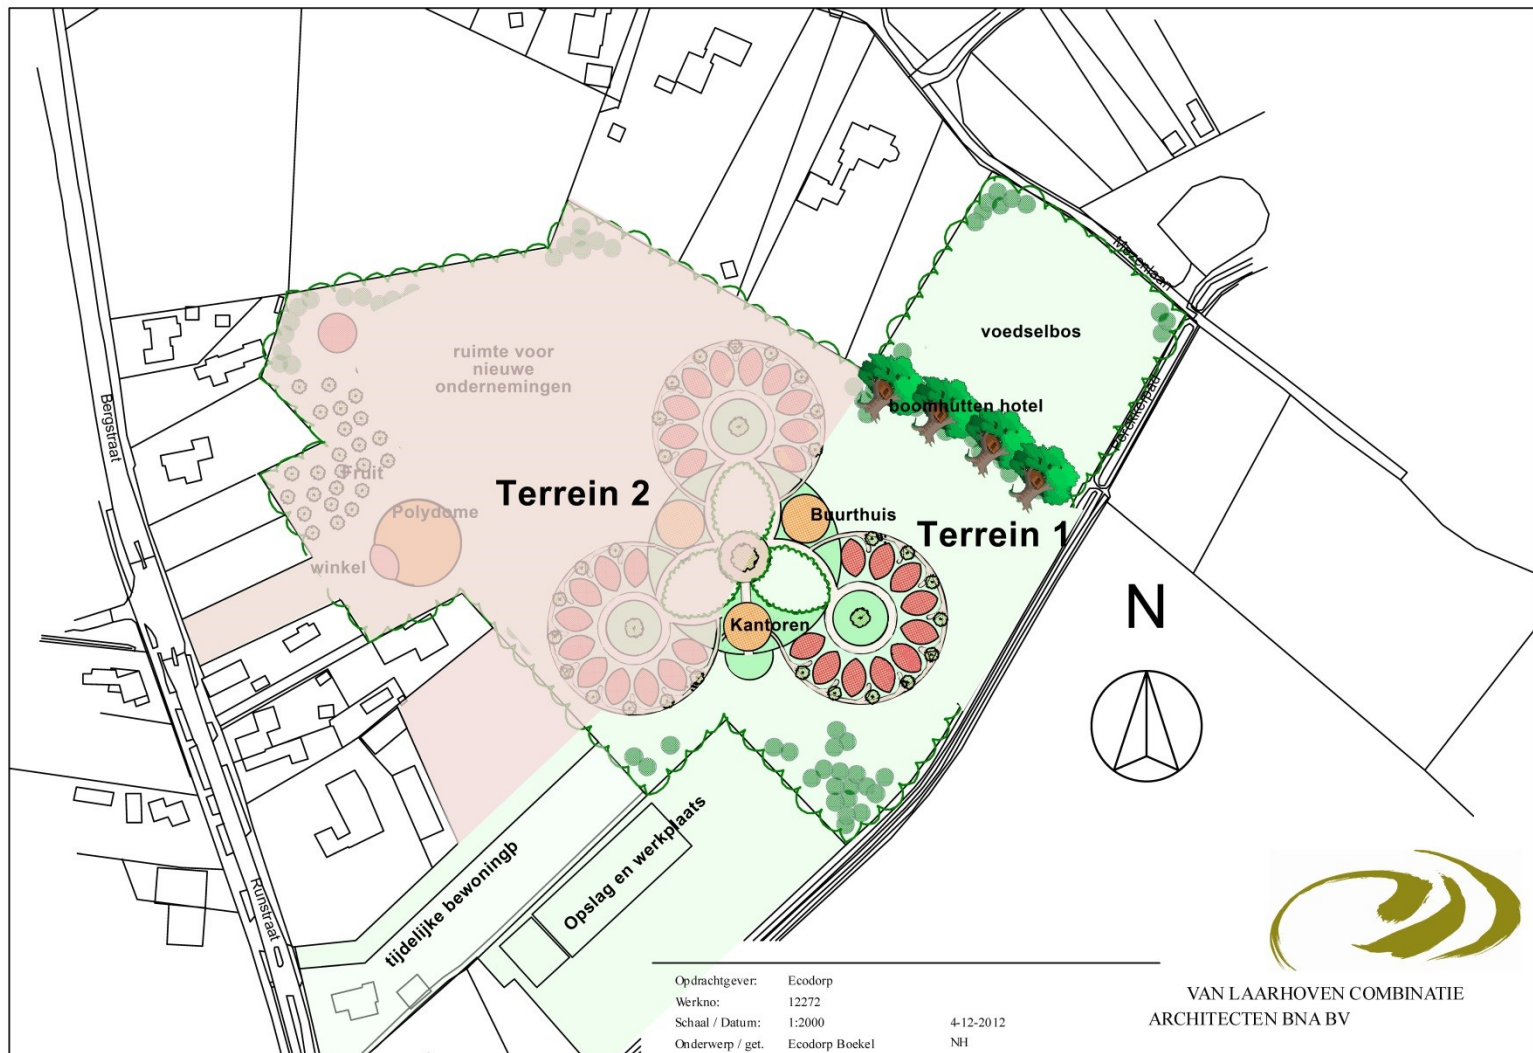 Mezenlaan
voedselbos
ruimte voor
nieuwe
ondernemingen
boomhutten hotel
Bergstraat
Fruit
Terrein 2
Polydome
Buurthuis
Terrein 1
winkel
Kantoren
N
Opslag en werkplaats
tijdelijke bewoningp
Runstraat
Opdrachtgever: Ecodorp
Werkno: 12272
Schaal / Datum: 1:2000 4-12-2012
Onderwerp / get. Ecodorp Boekel NH
VAN LAARHOVEN COMBINATIE
ARCHITECTEN BNA BV